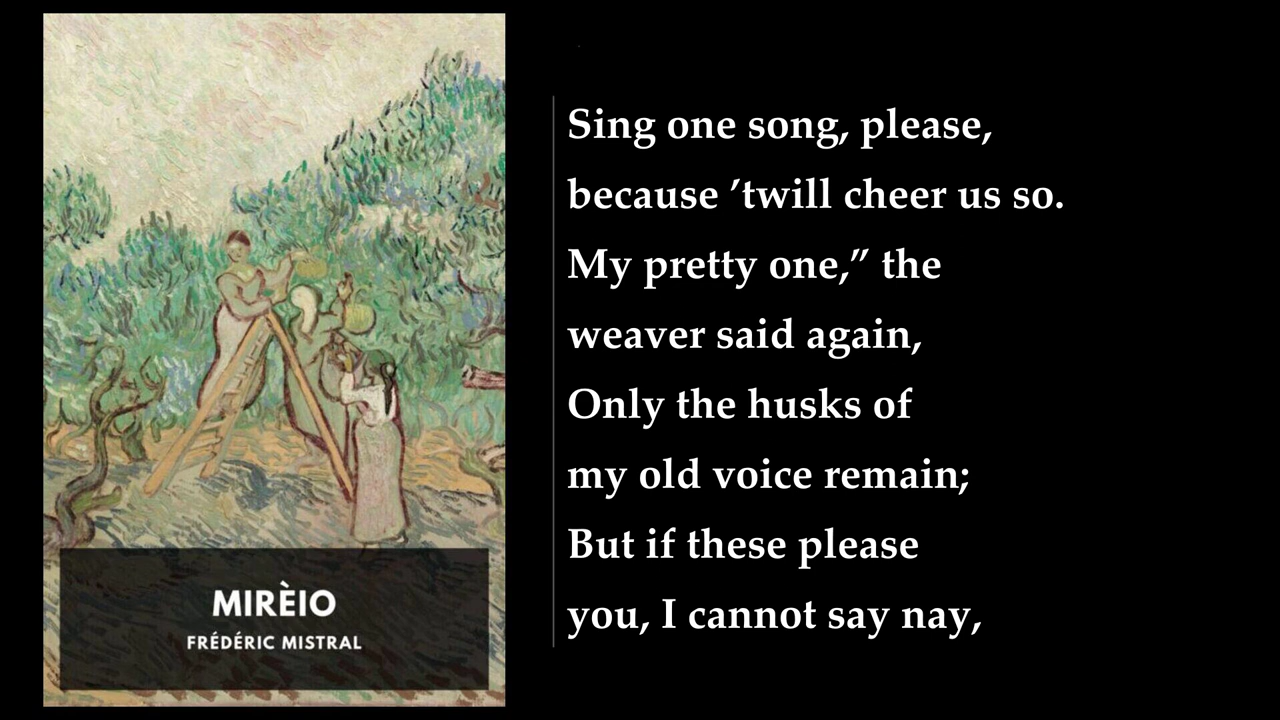 Sing one song, please,
because ’twill cheer us so.
My pretty one,” the
weaver said again,
Only the husks of
my old voice remain;
But if these please
you, I cannot say nay,
MIRÈIO
FRÉDÉRIC MISTRAL